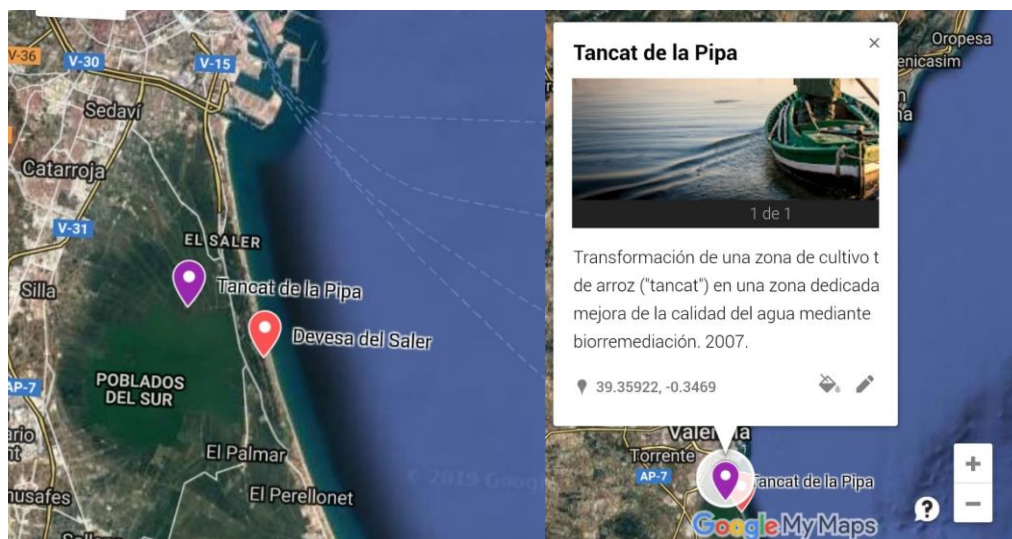 V-36
V-30
V-15
Sedaví
Catarroja
V-31
EL SALER
Silla
Tancat de la Pipa
Devesa del Saler
POBLADOS
DEL SUR
AP-7
El Palmar
El Perellonet
© 2019 Goog
Tancat de la Pipa
×
Oropesa
enicasim
1 de 1
Transformación de una zona de cultivo t
de arroz ("tancat") en una zona dedicada
mejora de la calidad del agua mediante
biorremediación. 2007.
39.35922, -0.3469
Valencia
Torrente
AP-7
Tancat de la Pipa
Google My Maps
?
+
−